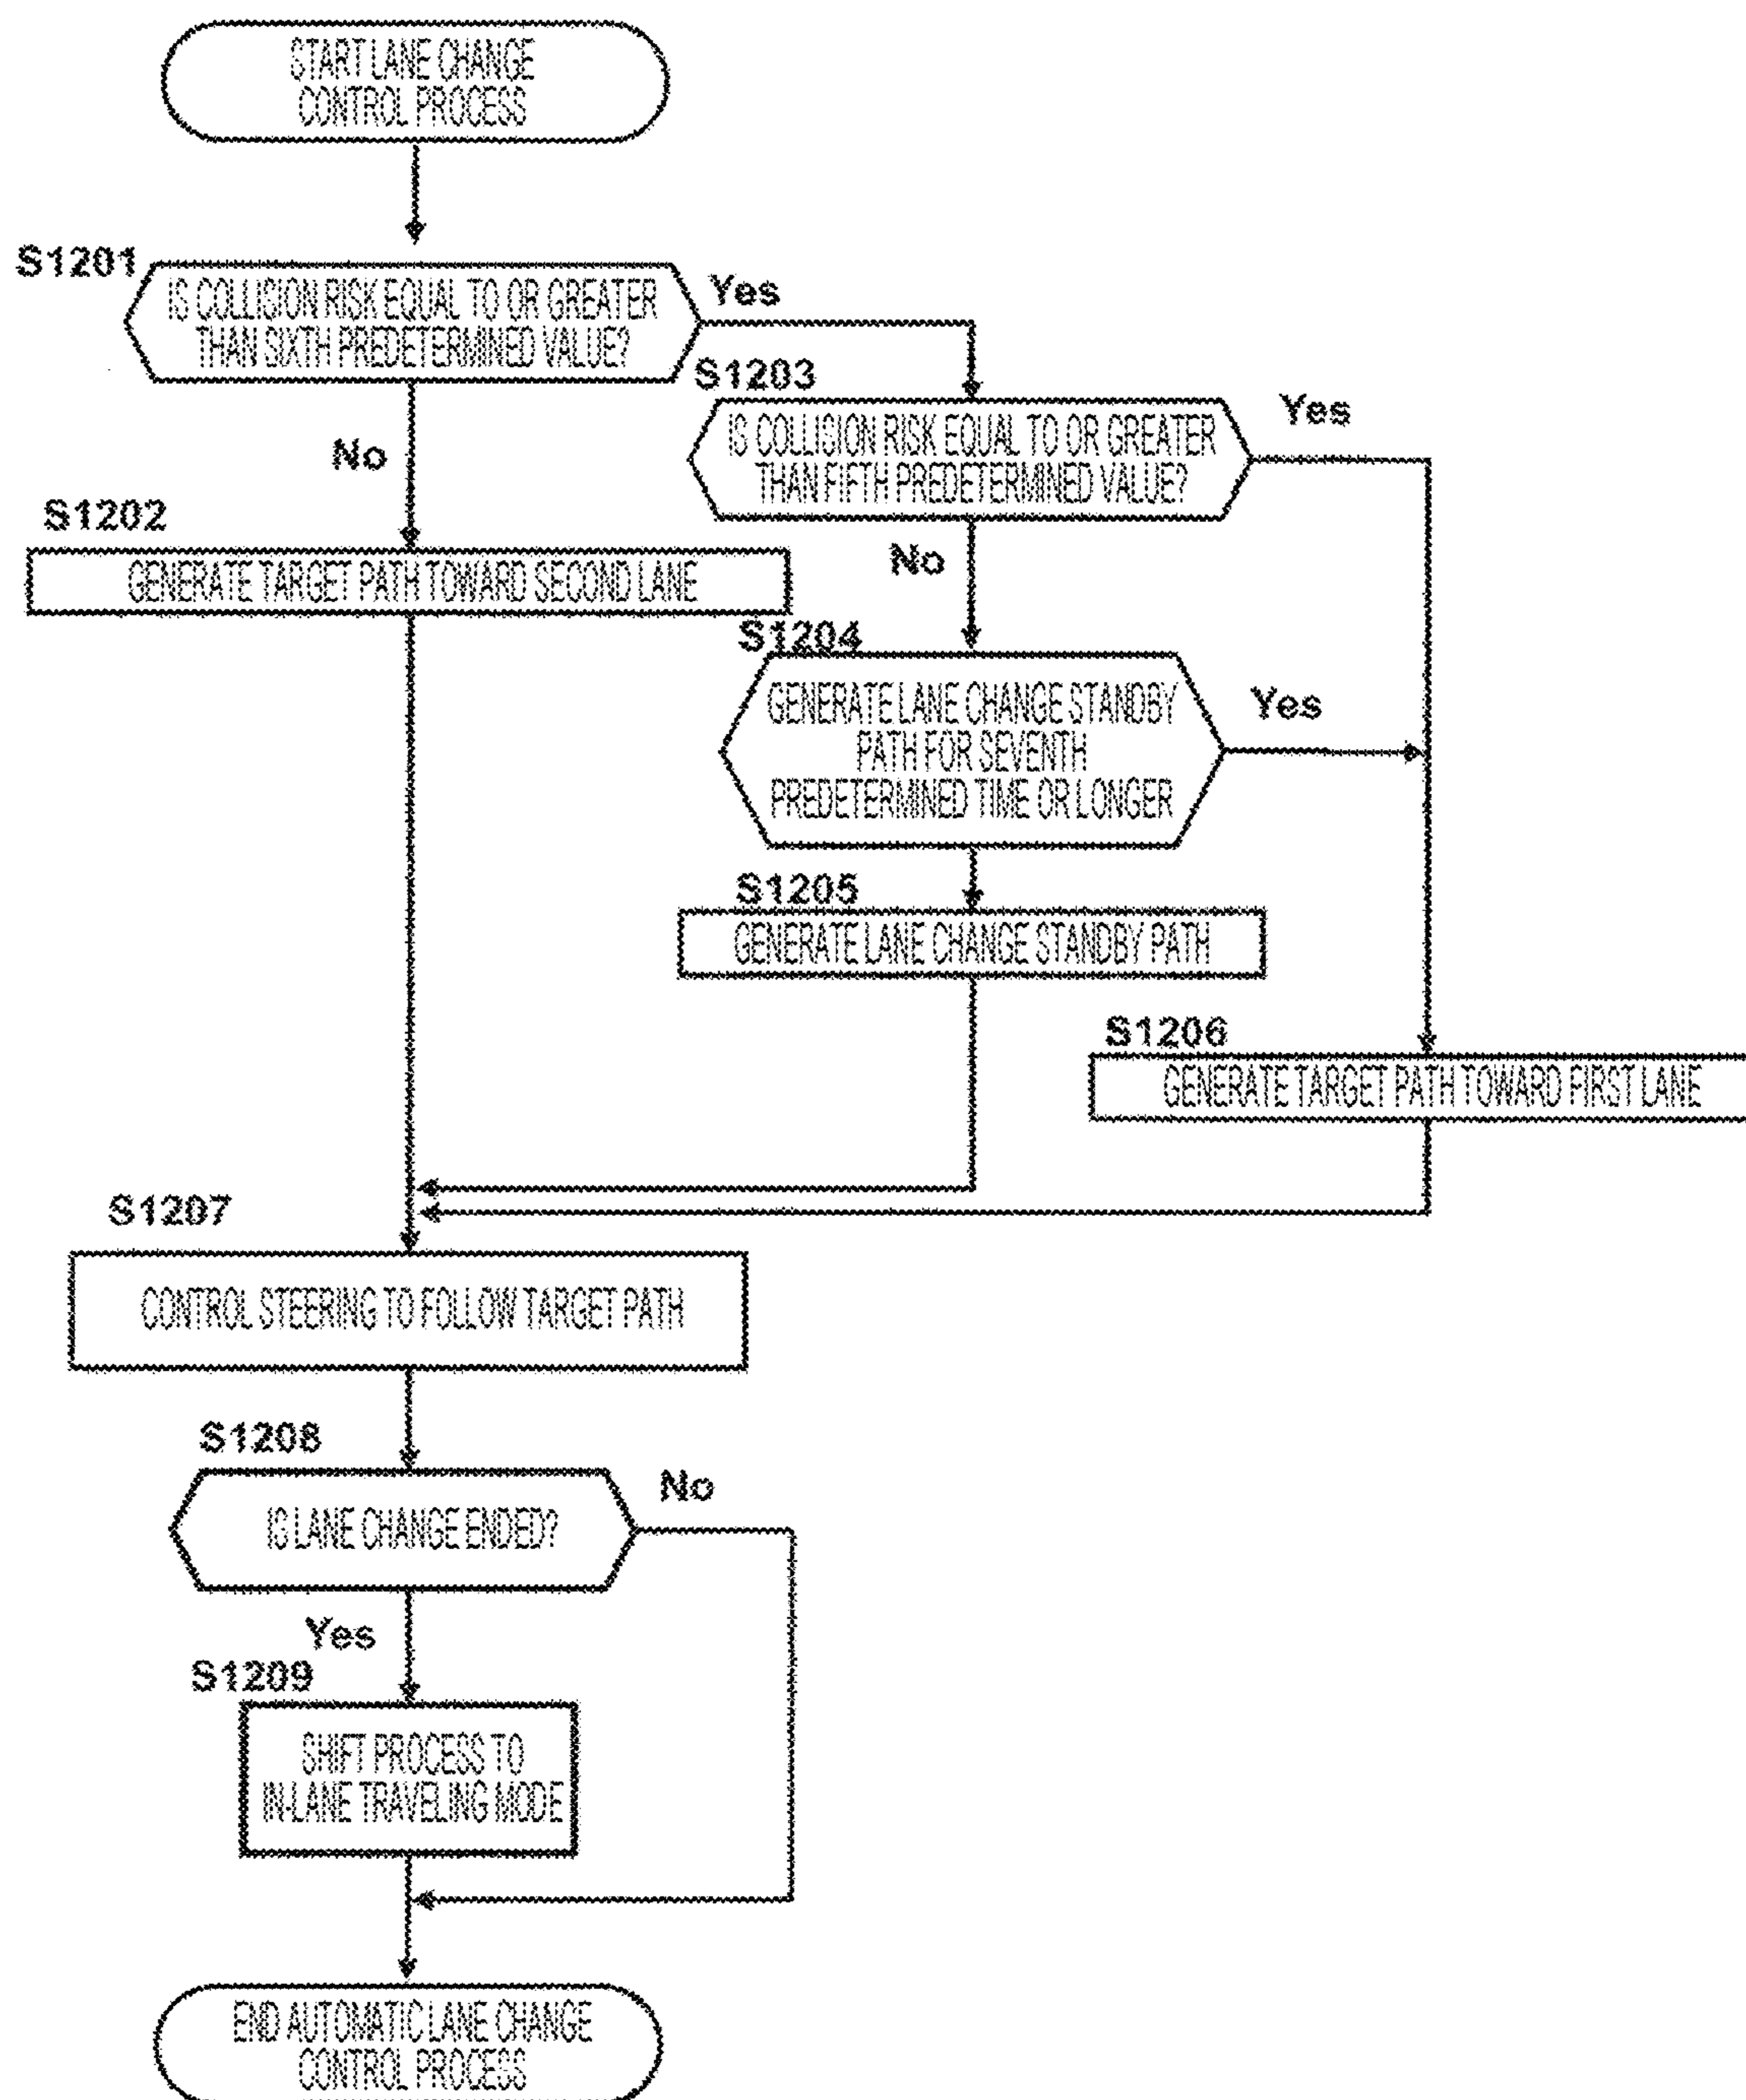 START LANE CHANGE
CONTROL PROCESS
S1201
IS COLLISION RISK EQUAL TO OR GREATER
THAN SIXTH PREDETERMINED VALUE?
Yes
No
S1203
IS COLLISION RISK EQUAL TO OR GREATER
THAN FIFTH PREDETERMINED VALUE?
Yes
No
S1202
GENERATE TARGET PATH TOWARD SECOND LANE
S1204
GENERATE LANE CHANGE STANDBY
PATH FOR SEVENTH
PREDETERMINED TIME OR LONGER
Yes
S1205
GENERATE LANE CHANGE STANDBY PATH
S1206
GENERATE TARGET PATH TOWARD FIRST LANE
S1207
CONTROL STEERING TO FOLLOW TARGET PATH
S1208
IS LANE CHANGE ENDED?
No
Yes
S1209
SHIFT PROCESS TO
IN-LANE TRAVELING MODE
END AUTOMATIC LANE CHANGE
CONTROL PROCESS